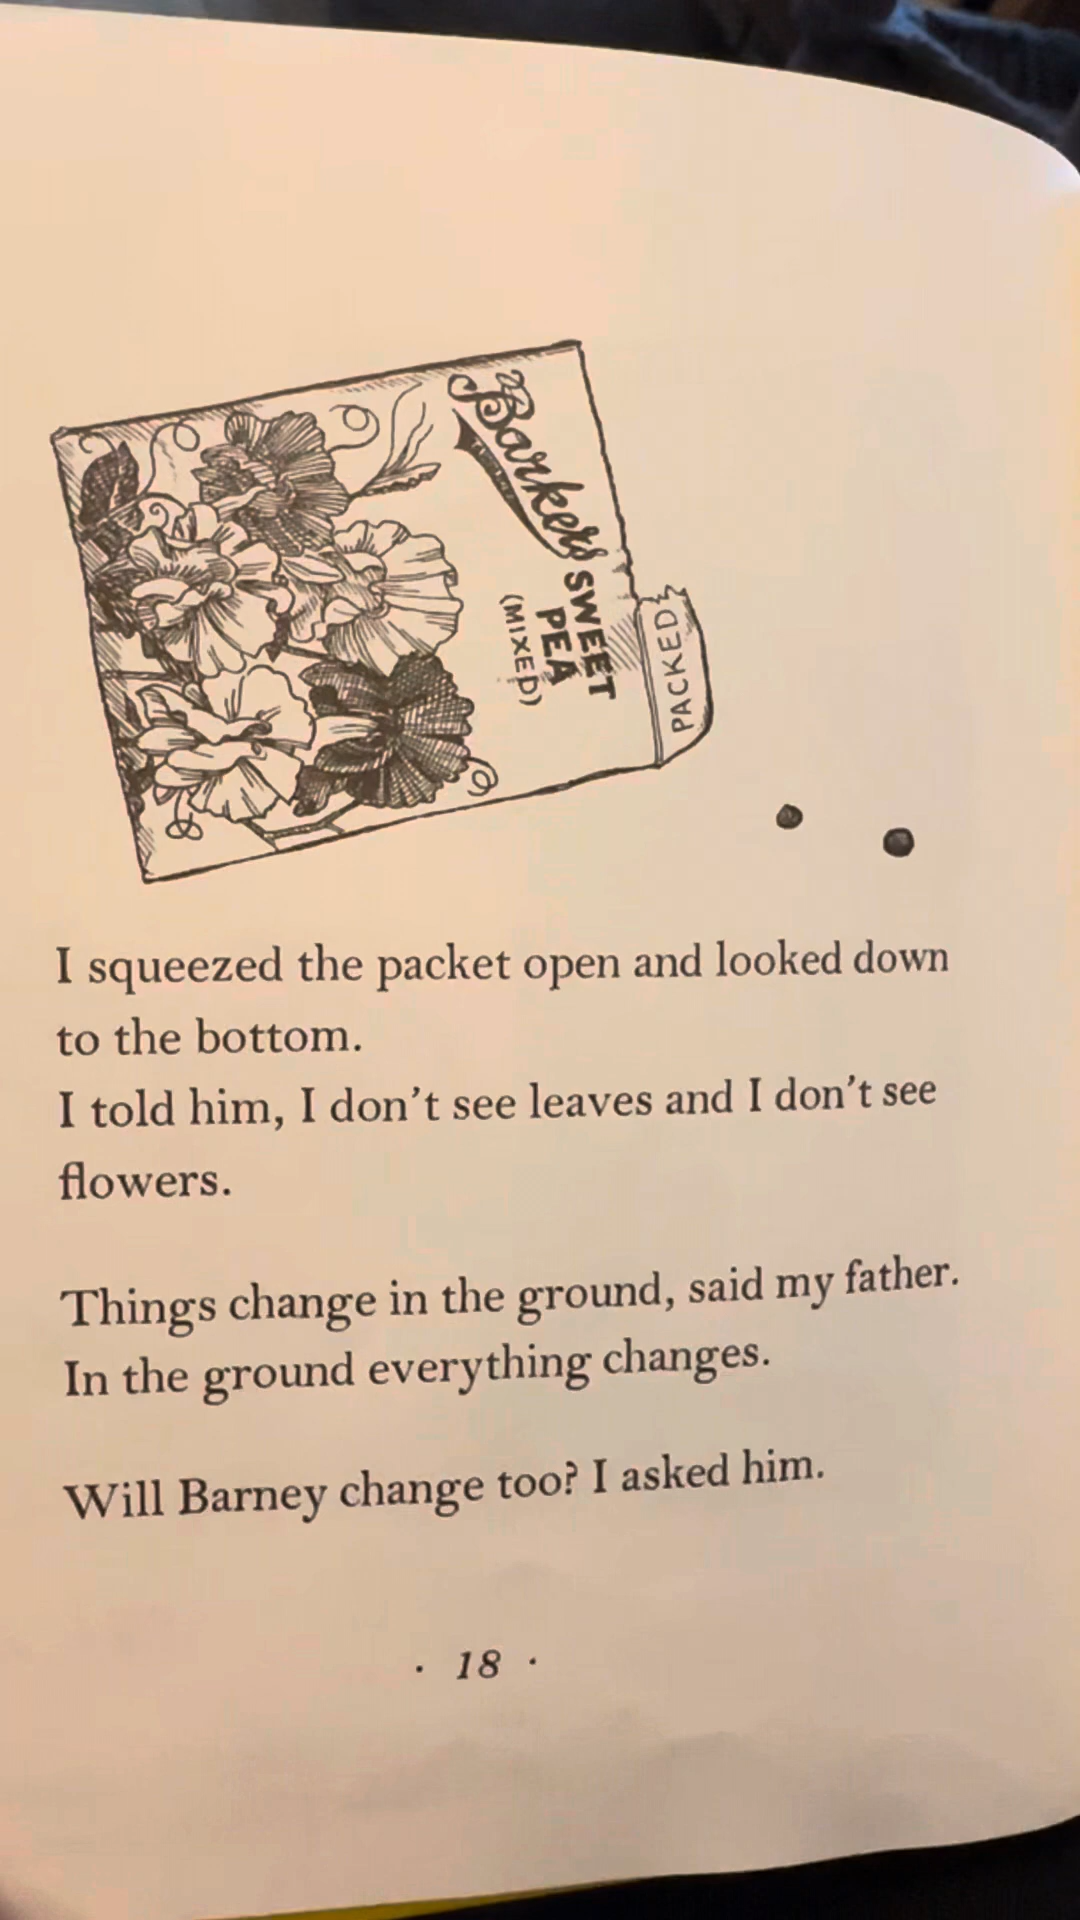 Barkers
SWEET
PEA
(MIXED)
PACKED
I squeezed the packet open and looked down
to the bottom.
I told him, I don't see leaves and I don't see
flowers.
Things change in the ground, said my father.
In the ground everything changes.
Will Barney change too? I asked him.
· 18 ·